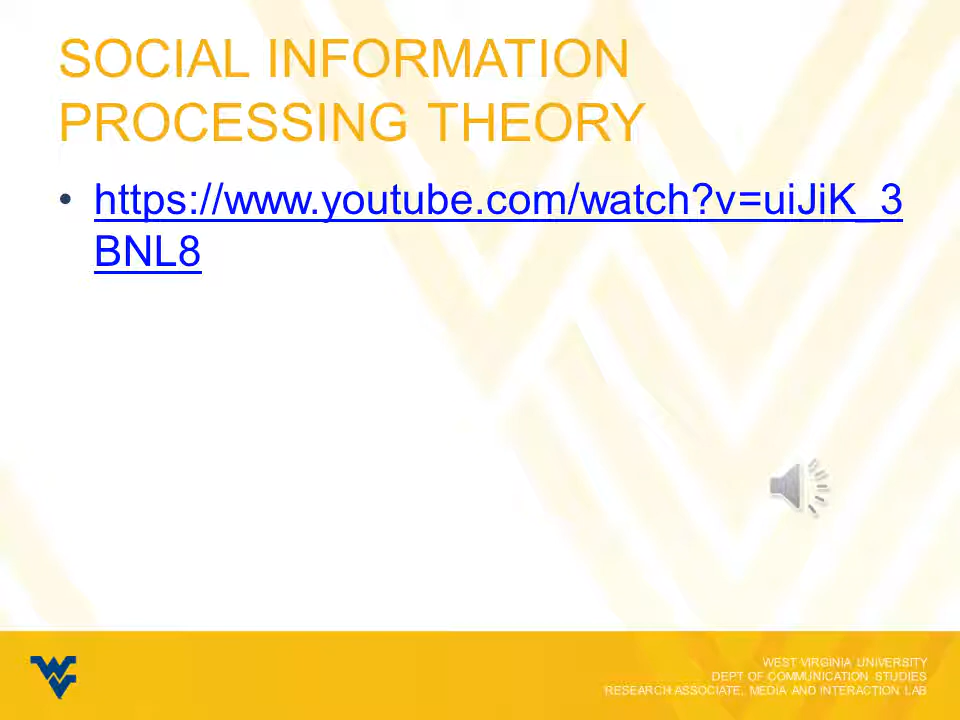 SOCIAL INFORMATION
PROCESSING THEORY
• https://www.youtube.com/watch?v=uiJiK_3
BNL8
WEST VIRGINIA UNIVERSITY
DEPT OF COMMUNICATION STUDIES
RESEARCH ASSOCIATE, MEDIA AND INTERACTION LAB